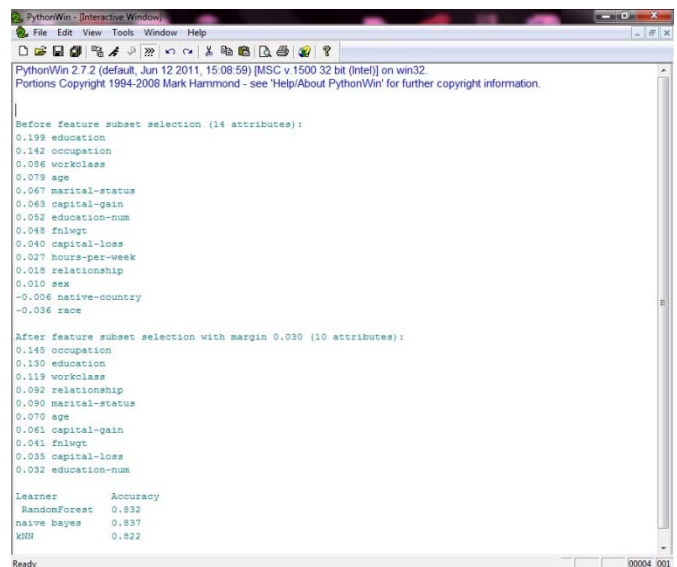 PythonWin - [Interactive Window]
File Edit View Tools Window Help
PythonWin 2.7.2 (default, Jun 12 2011, 15:08:59) [MSC v.1500 32 bit (Intel)] on win32.
Portions Copyright 1994-2008 Mark Hammond - see 'Help/About PythonWin' for further copyright information.
Before feature subset selection (14 attributes):
0.199 education
0.142 occupation
0.086 workclass
0.079 age
0.067 marital-status
0.063 capital-gain
0.052 education-num
0.048 fnlwgt
0.040 capital-loss
0.027 hours-per-week
0.018 relationship
0.010 sex
-0.006 native-country
-0.036 race
After feature subset selection with margin 0.030 (10 attributes):
0.145 occupation
0.130 education
0.119 workclass
0.092 relationship
0.090 marital-status
0.070 age
0.061 capital-gain
0.041 fnlwgt
0.035 capital-loss
0.032 education-num
Learner Accuracy
RandomForest 0.832
naive bayes 0.837
kNN 0.822
Ready 00004 001